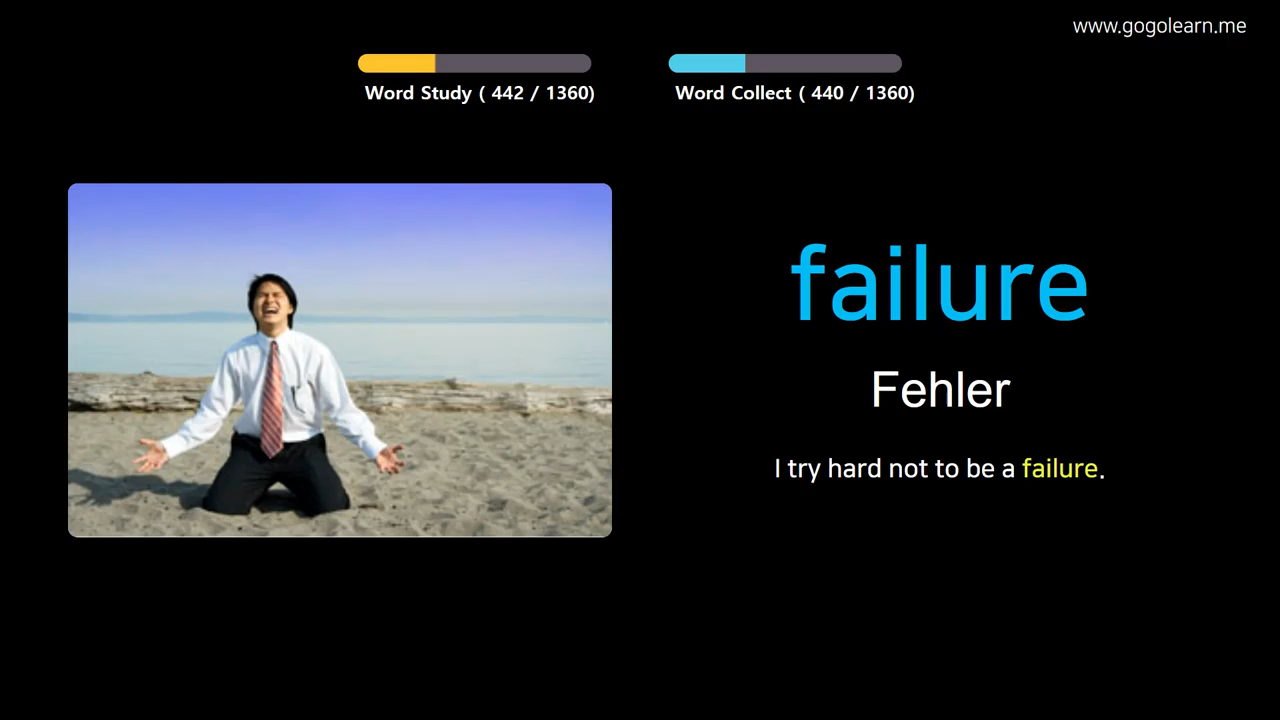 www.gogolearn.me
Word Study ( 442 / 1360)
Word Collect ( 440 / 1360)
failure
Fehler
I try hard not to be a failure.